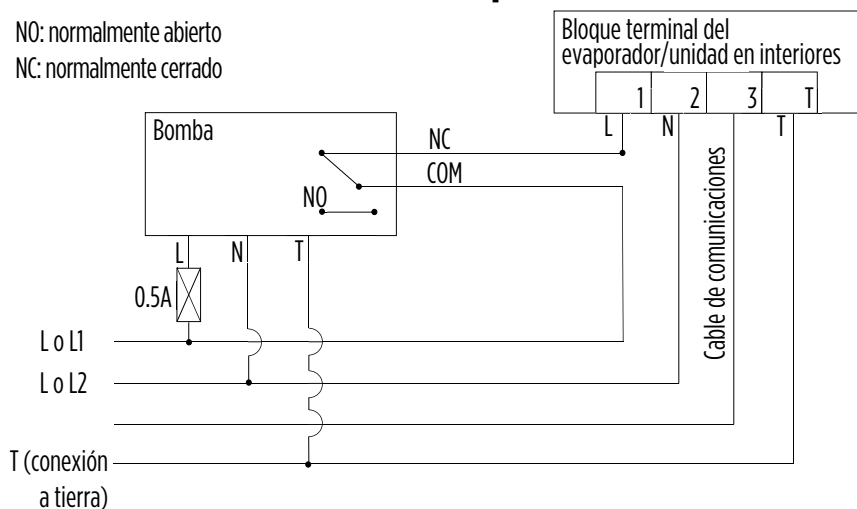 NO: normalmente abierto
NC: normalmente cerrado
Bloque terminal del
evaporador/unidad en interiores
1 2 3 T
L N T
Bomba
NC
COM
NO
L N T
0.5A
Cable de comunicaciones
L o L1
L o L2
T (conexión
a tierra)